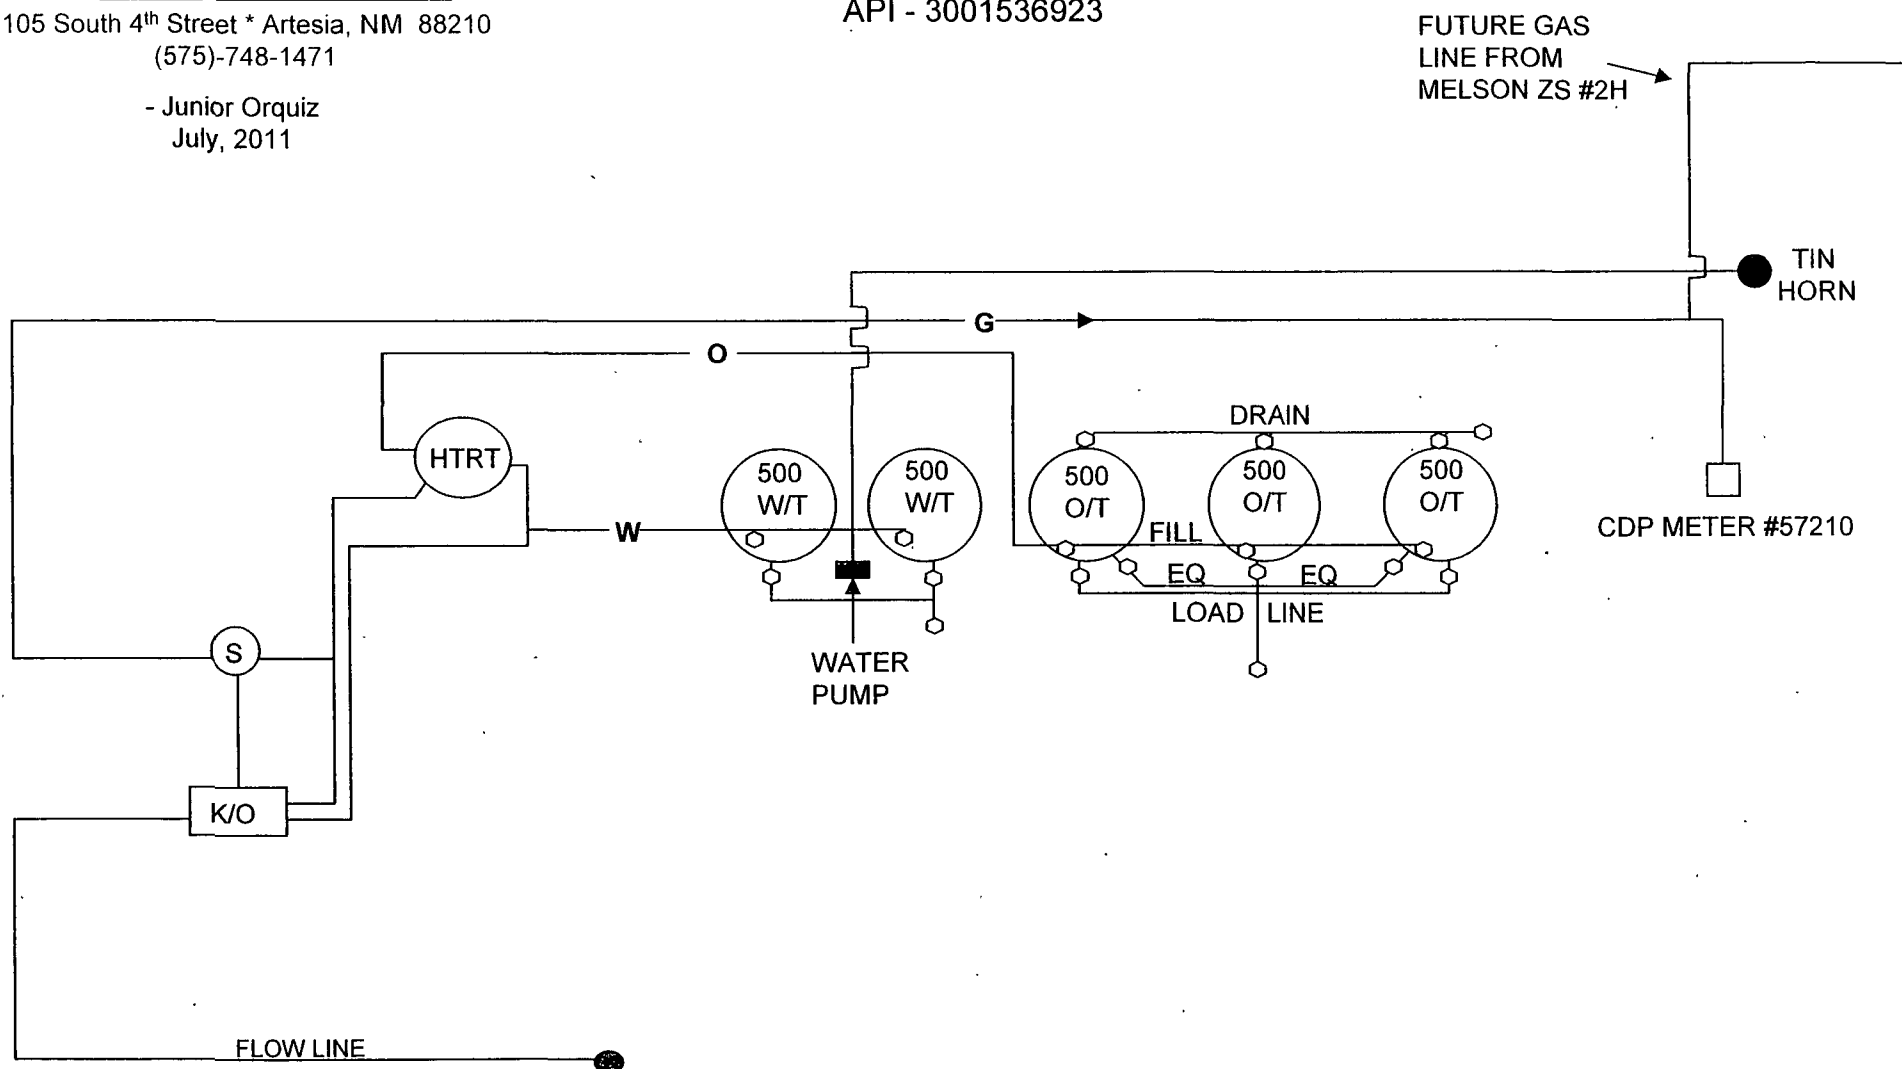 105 South 4th Street * Artesia, NM 88210
(575)-748-1471
- Junior Orquiz
July, 2011
API - 3001536923
FUTURE GAS
LINE FROM
MELSON ZS #2H
TIN
HORN
G
O
HTRT
W
500
W/T
500
W/T
DRAIN
500
O/T
500
O/T
500
O/T
FILL
EQ
EQ
LOAD LINE
CDP METER #57210
WATER
PUMP
S
K/O
FLOW LINE